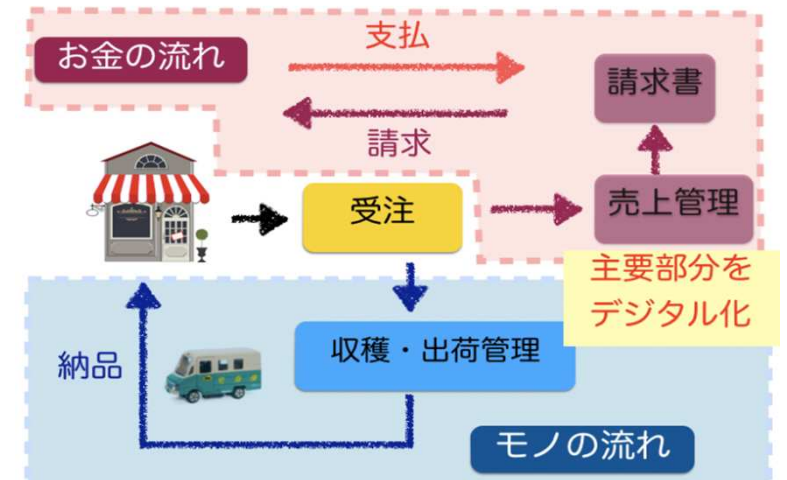 お金の流れ
支払
請求書
請求
受注
売上管理
主要部分を
デジタル化
収穫・出荷管理
納品
モノの流れ